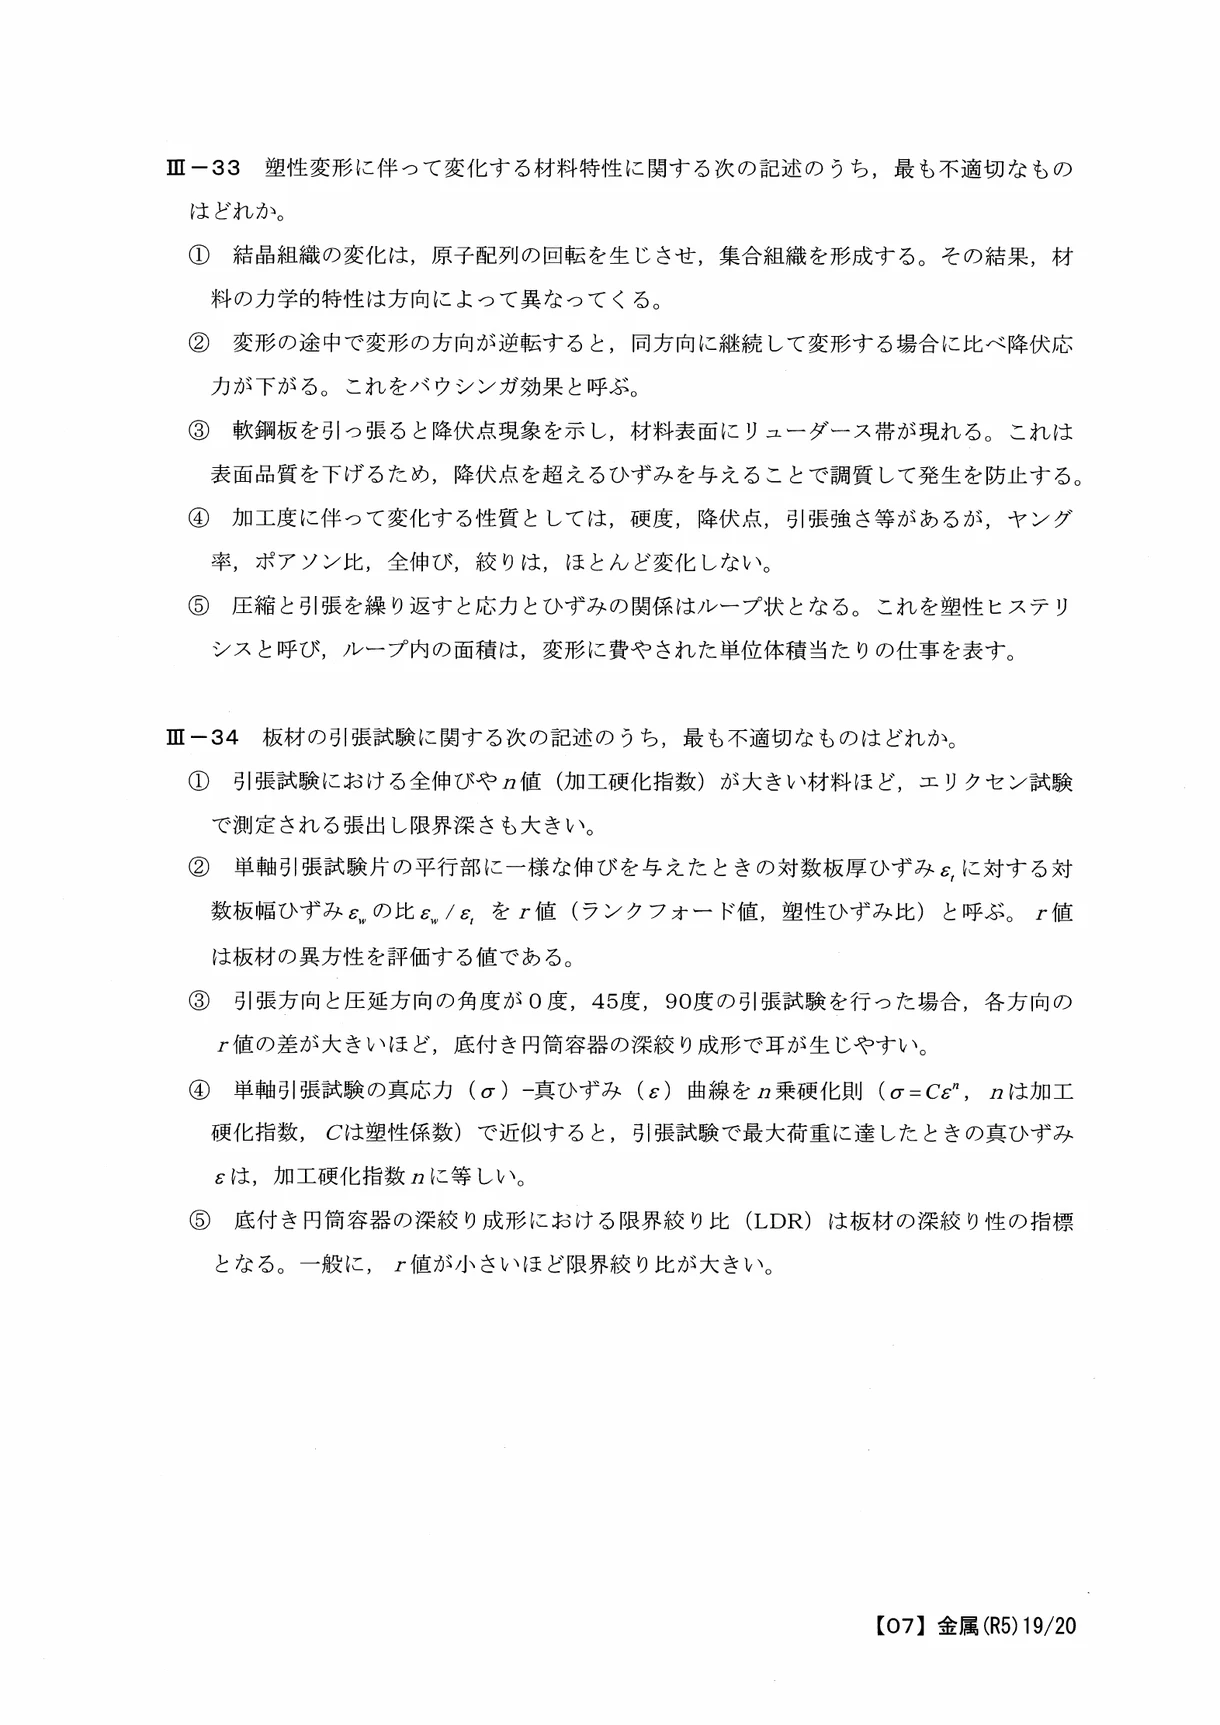 Ⅲ－33　塑性変形に伴って変化する材料特性に関する次の記述のうち，最も不適切なもの
はどれか。
①　結晶組織の変化は，原子配列の回転を生じさせ，集合組織を形成する。その結果，材
料の力学的特性は方向によって異なってくる。
②　変形の途中で変形の方向が逆転すると，同方向に継続して変形する場合に比べ降伏応
力が下がる。これをバウシンガ効果と呼ぶ。
③　軟鋼板を引っ張ると降伏点現象を示し，材料表面にリューダース帯が現れる。これは
表面品質を下げるため，降伏点を超えるひずみを与えることで調質して発生を防止する。
④　加工度に伴って変化する性質としては，硬度，降伏点，引張強さ等があるが，ヤング
率，ポアソン比，全伸び，絞りは，ほとんど変化しない。
⑤　圧縮と引張を繰り返すと応力とひずみの関係はループ状となる。これを塑性ヒステリ
シスと呼び，ループ内の面積は，変形に費やされた単位体積当たりの仕事を表す。
Ⅲ－34　板材の引張試験に関する次の記述のうち，最も不適切なものはどれか。
①　引張試験における全伸びやn値（加工硬化指数）が大きい材料ほど，エリクセン試験
で測定される張出し限界深さも大きい。
②　単軸引張試験片の平行部に一様な伸びを与えたときの対数板厚ひずみεtに対する対
数板幅ひずみεwの比εw/εt をr値（ランクフォード値，塑性ひずみ比）と呼ぶ。r値
は板材の異方性を評価する値である。
③　引張方向と圧延方向の角度が0度，45度，90度の引張試験を行った場合，各方向の
r値の差が大きいほど，底付き円筒容器の深絞り成形で耳が生じやすい。
④　単軸引張試験の真応力（σ）－真ひずみ（ε）曲線をn乗硬化則（σ=Cεⁿ，nは加工
硬化指数，Cは塑性係数）で近似すると，引張試験で最大荷重に達したときの真ひずみ
εは，加工硬化指数nに等しい。
⑤　底付き円筒容器の深絞り成形における限界絞り比（LDR）は板材の深絞り性の指標
となる。一般に，r値が小さいほど限界絞り比が大きい。
【07】金属(R5)19/20